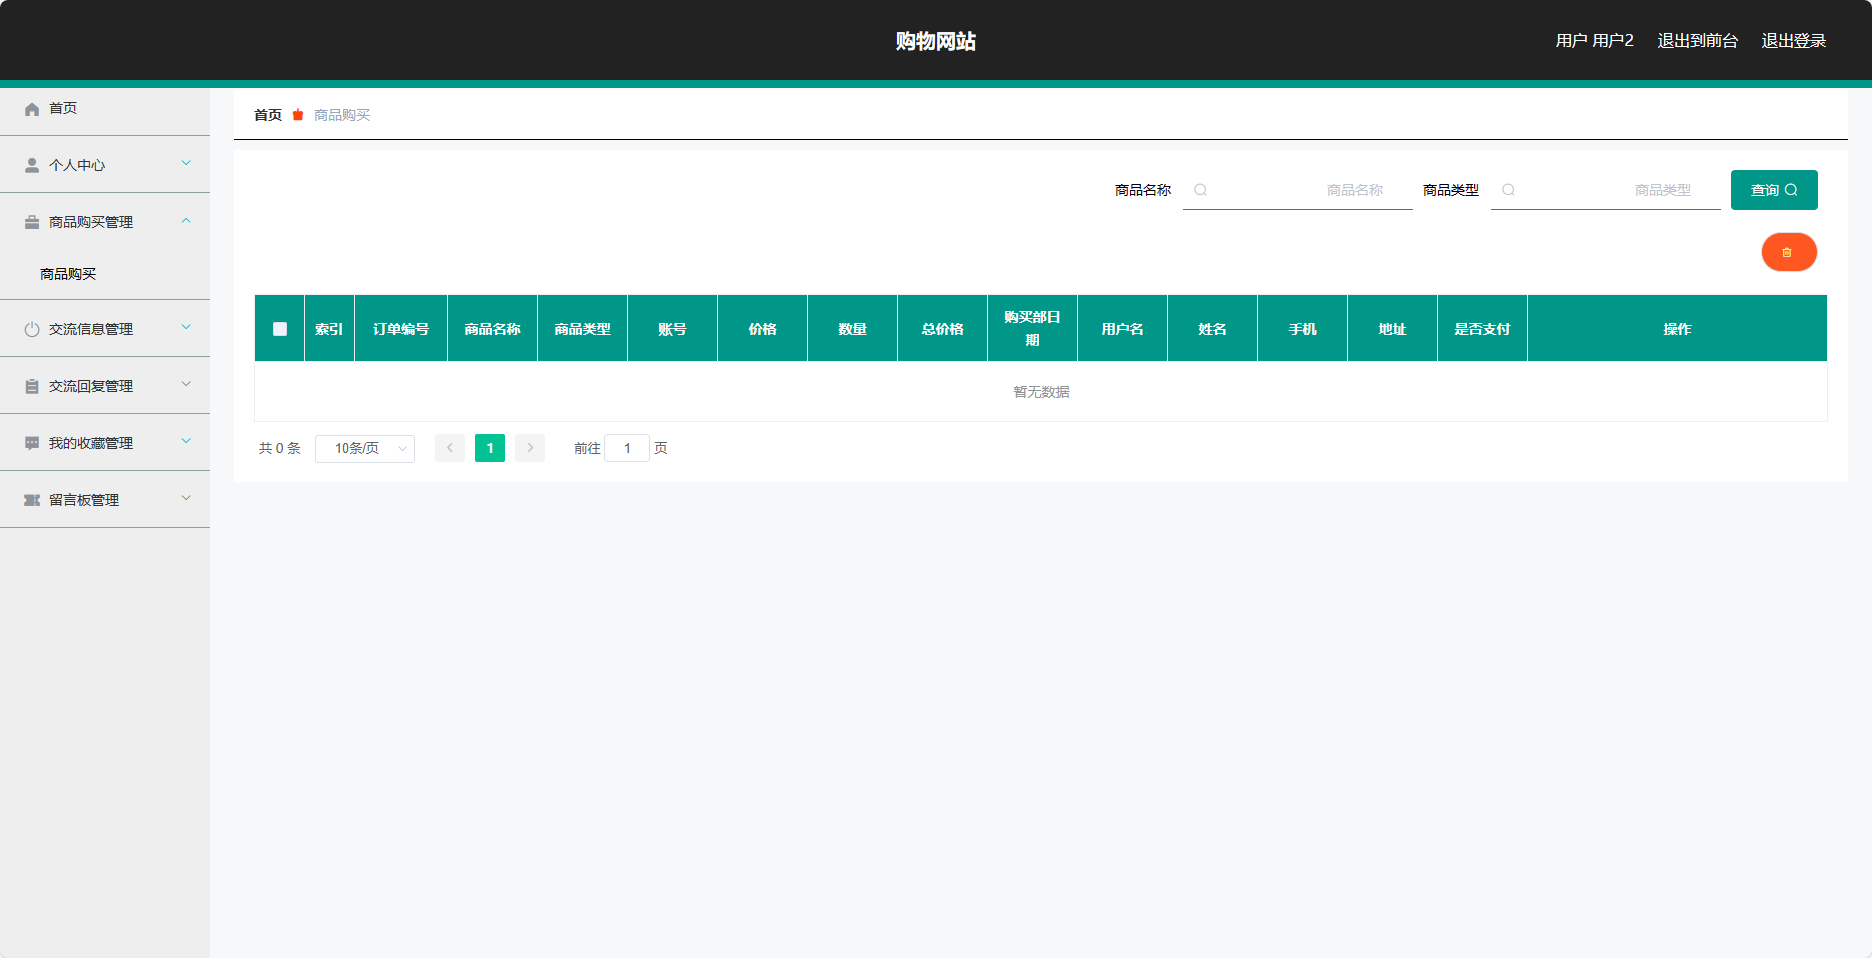 购物网站
用户 用户2 退出到前台 退出登录
首页
个人中心
商品购买管理
商品购买
交流信息管理
交流回复管理
我的收藏管理
留言板管理
首页 商品购买
商品名称 商品名称 商品类型 商品类型 查询
索引 订单编号 商品名称 商品类型 账号 价格 数量 总价格 购买部日期 用户名 姓名 手机 地址 是否支付 操作
暂无数据
共 0 条 10条/页 1 前往 1 页